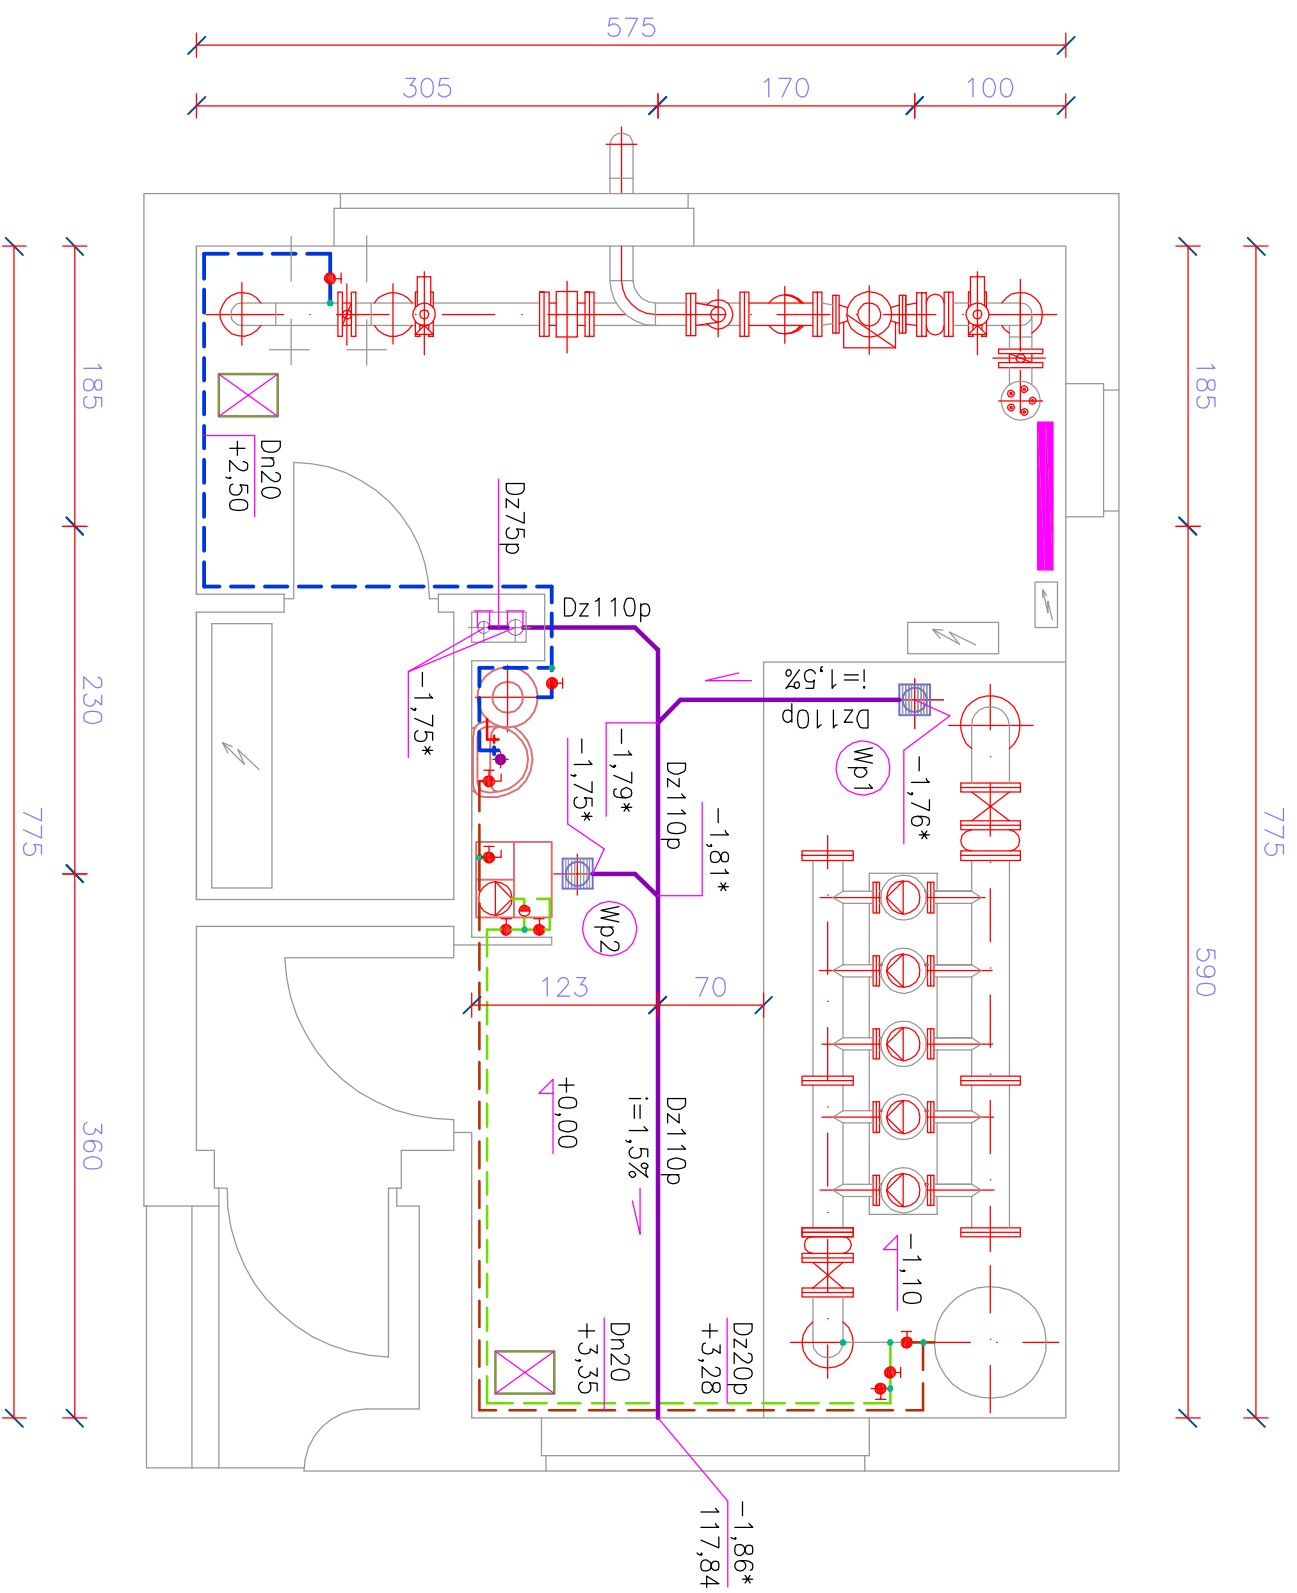 575
305
170
100
185
230
360
775
185
590
775
Dn20
+2,50
Dz75p
Dz110p
-1,75*
i=1,5%
Dz110p
Wp1
-1,76*
-1,79*
-1,75*
Dz110p
-1,81*
Wp2
123
70
+0,00
Dz110p
i=1,5%
-1,10
Dn20
+3,35
Dz20p
+3,28
-1,86*
117,84